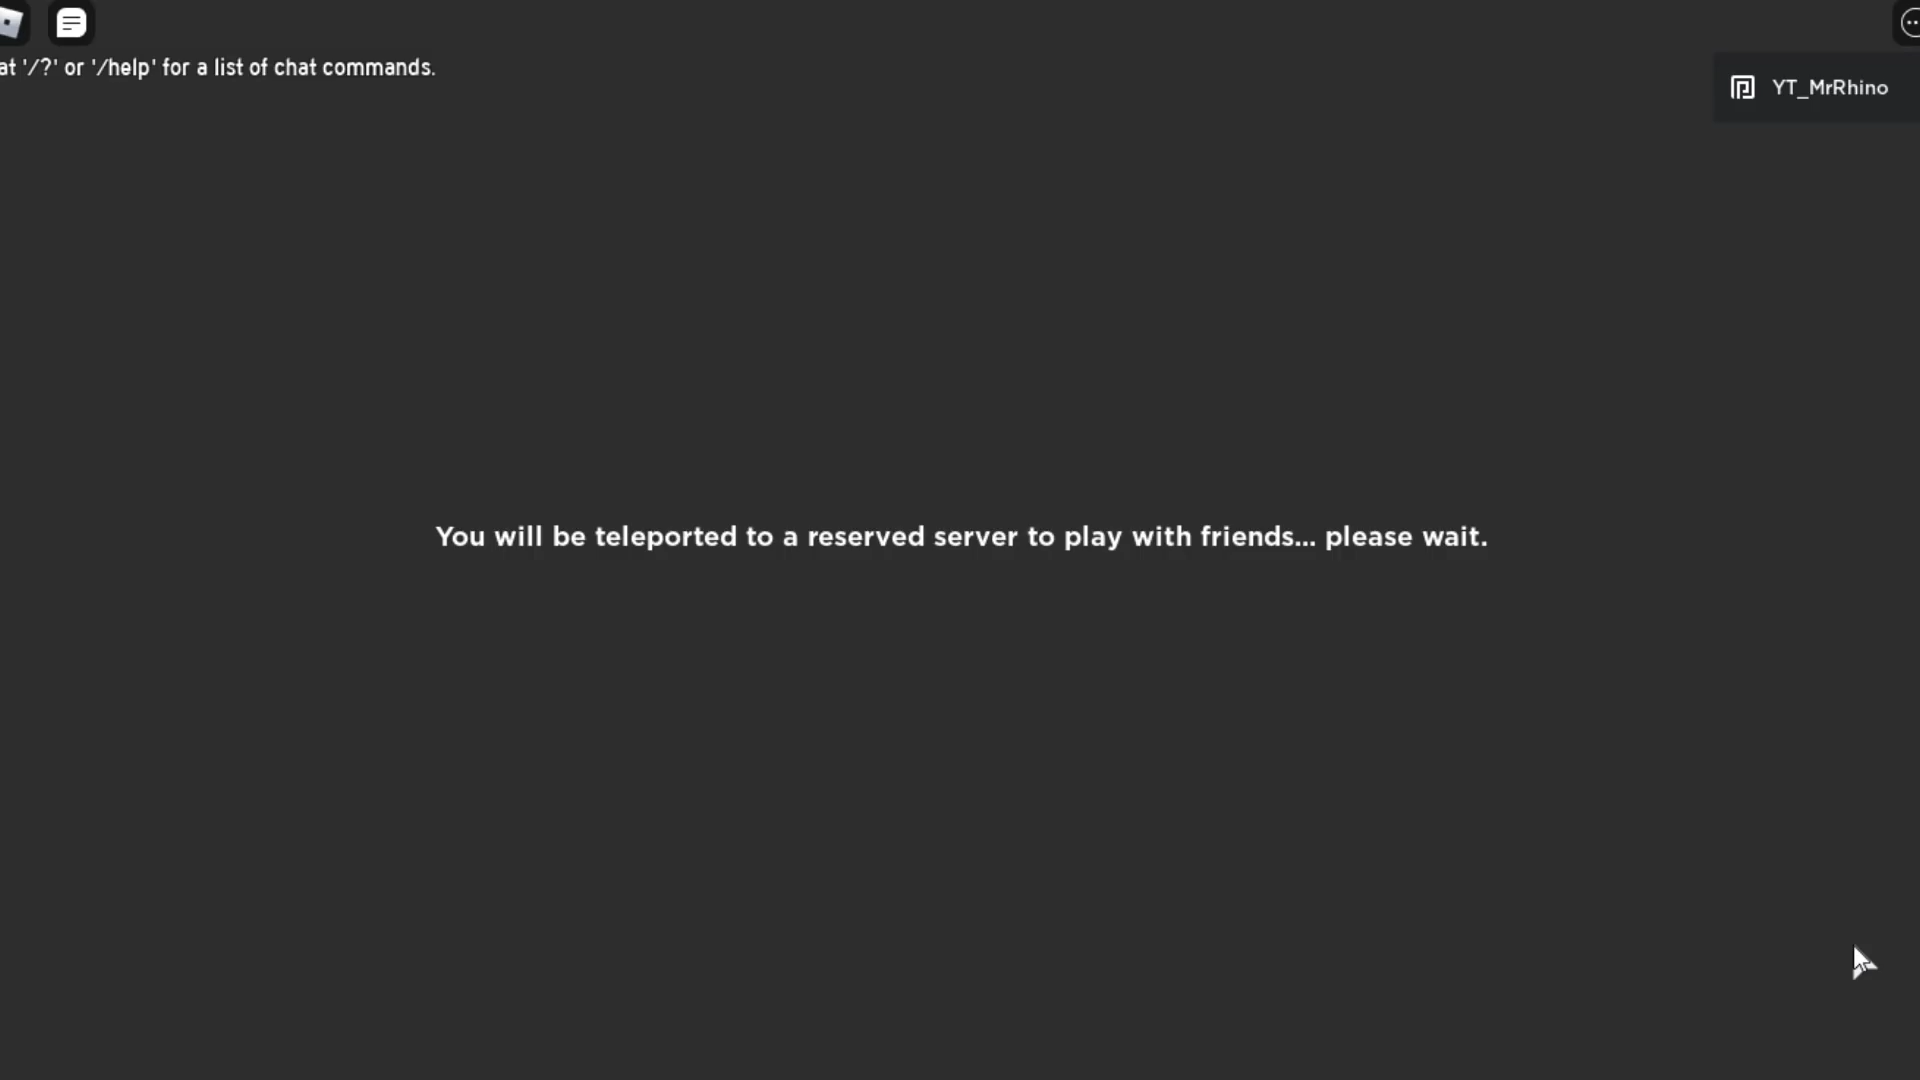 at '/?' or '/help' for a list of chat commands.
YT_MrRhino
You will be teleported to a reserved server to play with friends... please wait.